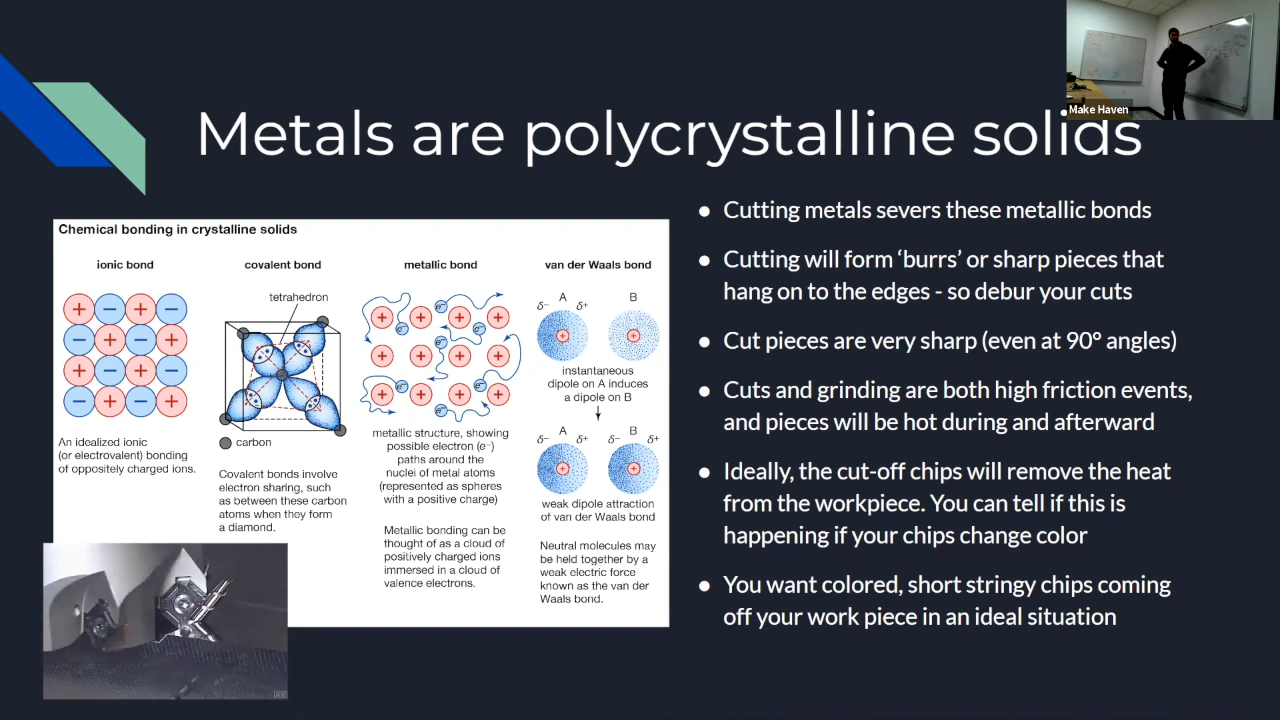 Make Haven
Metals are polycrystalline solids
Chemical bonding in crystalline solids
ionic bond
+ − + −
− + − +
+ − + −
− + − +
An idealized ionic
(or electrovalent) bonding
of oppositely charged ions.
covalent bond
tetrahedron
carbon
Covalent bonds involve
electron sharing, such
as between these carbon
atoms when they form
a diamond.
metallic bond
+ + + +
e⁻ e⁻ e⁻ e⁻
+ + + +
e⁻ e⁻ e⁻
+ + + +
metallic structure, showing
possible electron (e⁻)
paths around the
nuclei of metal atoms
(represented as spheres
with a positive charge)
Metallic bonding can be
thought of as a cloud of
positively charged ions
immersed in a cloud of
valence electrons.
van der Waals bond
A B
δ− δ+
+ +
instantaneous
dipole on A induces
a dipole on B
A B
δ− δ+ δ− δ+
+ +
weak dipole attraction
of van der Waals bond
Neutral molecules may
be held together by a
weak electric force
known as the van der
Waals bond.
● Cutting metals severs these metallic bonds
● Cutting will form ‘burrs’ or sharp pieces that
hang on to the edges - so debur your cuts
● Cut pieces are very sharp (even at 90° angles)
● Cuts and grinding are both high friction events,
and pieces will be hot during and afterward
● Ideally, the cut-off chips will remove the heat
from the workpiece. You can tell if this is
happening if your chips change color
● You want colored, short stringy chips coming
off your work piece in an ideal situation